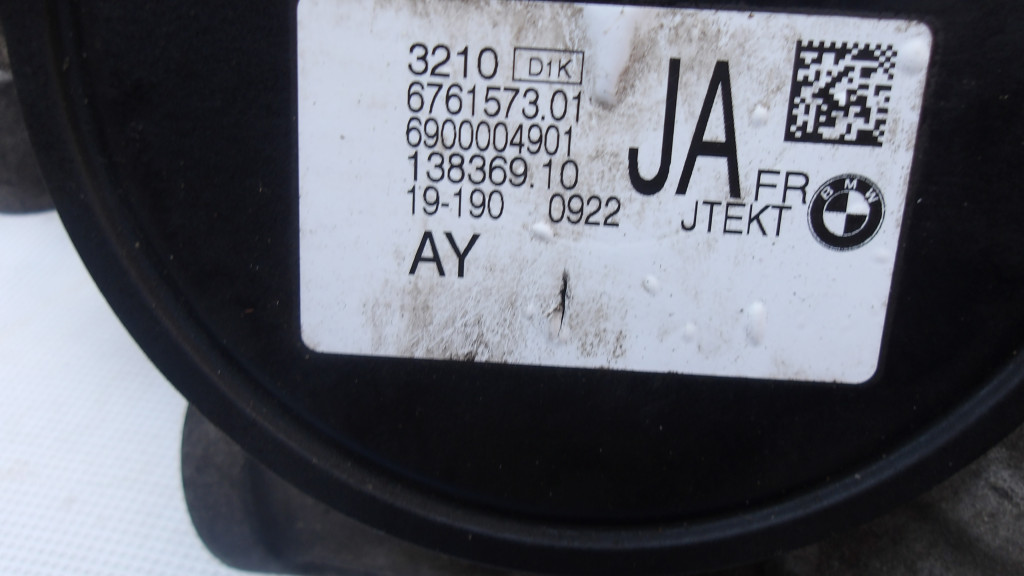 3210 D1K
6761573.01
6900004901
138369.10
19-190 0922
AY
JA
FR
JTEKT
BMW